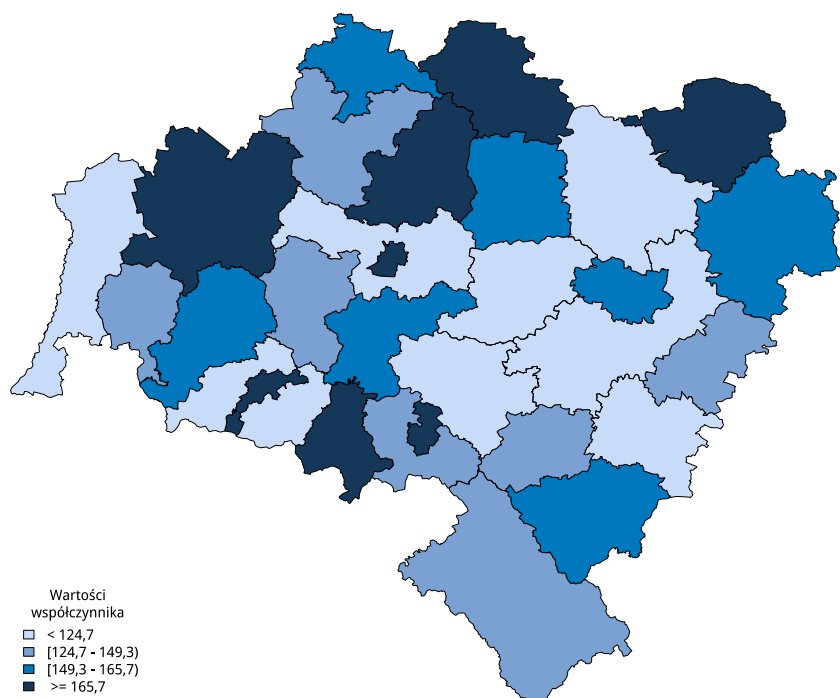 Wartości
współczynnika
< 124,7
[124,7 - 149,3)
[149,3 - 165,7)
>= 165,7